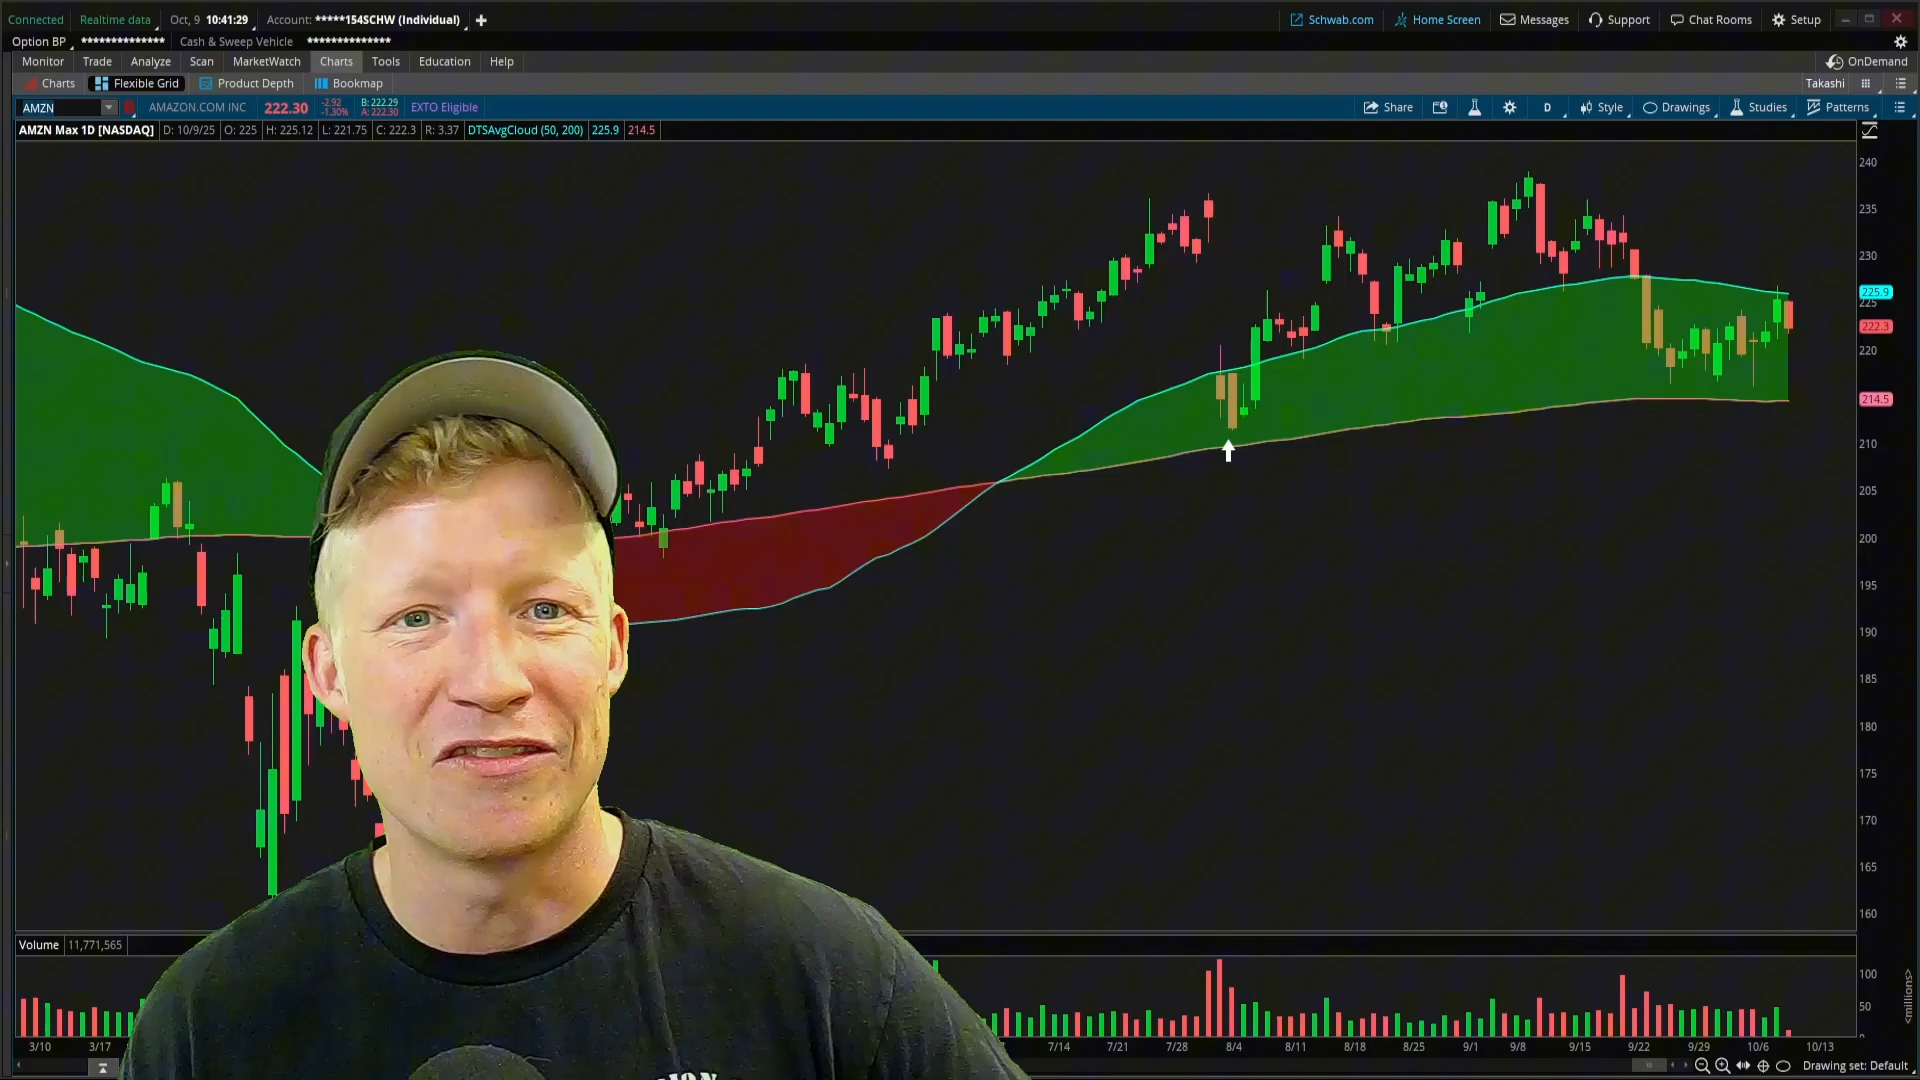 Connected Realtime data Oct, 9 10:41:29 Account: *****154SCHW (Individual) Schwab.com Home Screen Messages Support Chat Rooms Setup
Option BP ************** Cash & Sweep Vehicle **************
Monitor Trade Analyze Scan MarketWatch Charts Tools Education Help OnDemand
Charts Flexible Grid Product Depth Bookmap Takashi
AMZN AMAZON.COM INC 222.30 -2.92 -1.30% B: 222.29 A: 222.30 EXTO Eligible Share D Style Drawings Studies Patterns
AMZN Max 1D [NASDAQ] D: 10/9/25 O: 225 H: 225.12 L: 221.75 C: 222.3 R: 3.37 DTSAvgCloud (50, 200) 225.9 214.5
240
235
230
225.9
225
222.3
220
214.5
210
205
200
195
190
185
180
175
170
165
160
Volume 11,771,565
100
50
<millions>
3/10 3/17 7/14 7/21 7/28 8/4 8/11 8/18 8/25 9/1 9/8 9/15 9/22 9/29 10/6 10/13
Drawing set: Default